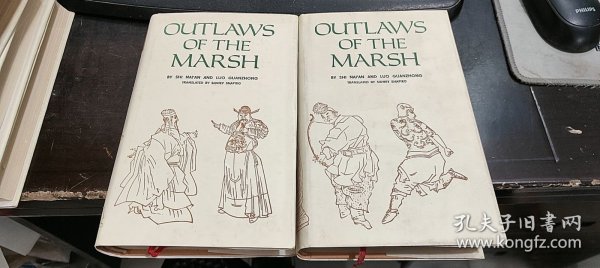 OUTLAWS
OF THE
MARSH
BY SHI NAI'AN AND LUO GUANZHONG
TRANSLATED BY SIDNEY SHAPIRO
OUTLAWS
OF THE
MARSH
BY SHI NAI'AN AND LUO GUANZHONG
TRANSLATED BY SIDNEY SHAPIRO
孔夫子旧书网
www.kongfz.com